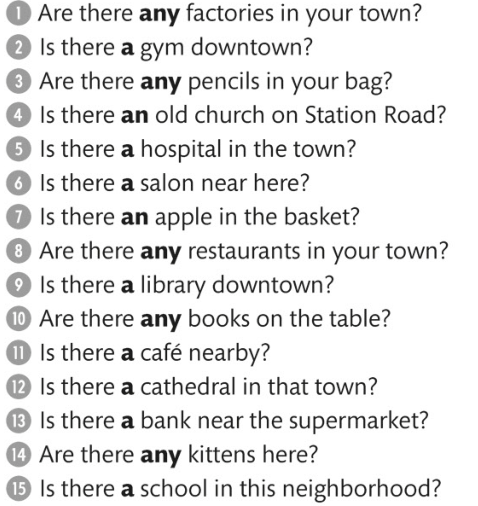 1 Are there any factories in your town?
2 Is there a gym downtown?
3 Are there any pencils in your bag?
4 Is there an old church on Station Road?
5 Is there a hospital in the town?
6 Is there a salon near here?
7 Is there an apple in the basket?
8 Are there any restaurants in your town?
9 Is there a library downtown?
10 Are there any books on the table?
11 Is there a café nearby?
12 Is there a cathedral in that town?
13 Is there a bank near the supermarket?
14 Are there any kittens here?
15 Is there a school in this neighborhood?